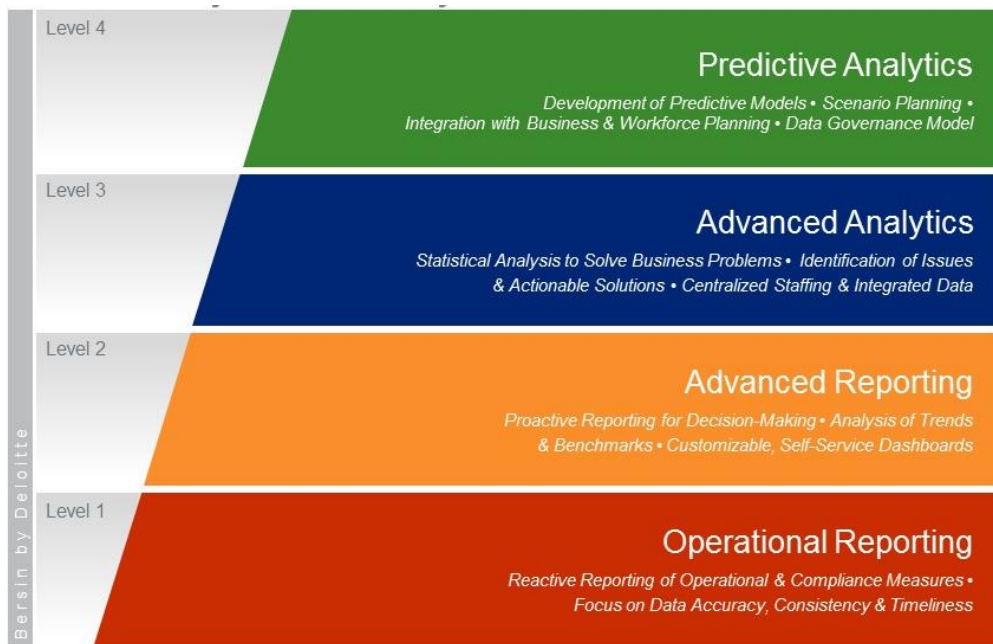 Level 4
Predictive Analytics
Development of Predictive Models • Scenario Planning •
Integration with Business & Workforce Planning • Data Governance Model
Level 3
Advanced Analytics
Statistical Analysis to Solve Business Problems • Identification of Issues
& Actionable Solutions • Centralized Staffing & Integrated Data
Level 2
Advanced Reporting
Proactive Reporting for Decision-Making • Analysis of Trends
& Benchmarks • Customizable, Self-Service Dashboards
Level 1
Operational Reporting
Reactive Reporting of Operational & Compliance Measures •
Focus on Data Accuracy, Consistency & Timeliness
Bersin by Deloitte